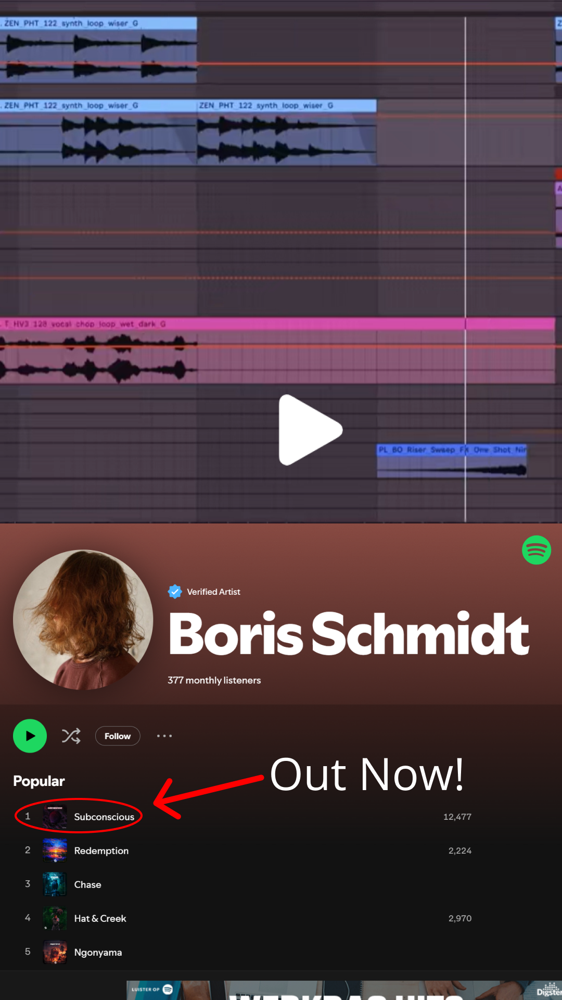 ZEN_PHT_122_synth_loop_wiser_G
Z
ZEN_PHT_122_synth_loop_wiser_G
ZEN_PHT_122_synth_loop_wiser_G
A
T_HV3_128_vocal_chop_loop_wet_dark_G
PL_BO_Riser_Sweep_FX_One_Shot_Nir
Verified Artist
Boris Schmidt
377 monthly listeners
Follow
Out Now!
Popular
1 Subconscious 12,477
2 Redemption 2,224
3 Chase
4 Hat & Creek 2,970
5 Ngonyama
LUISTER OP
Digster